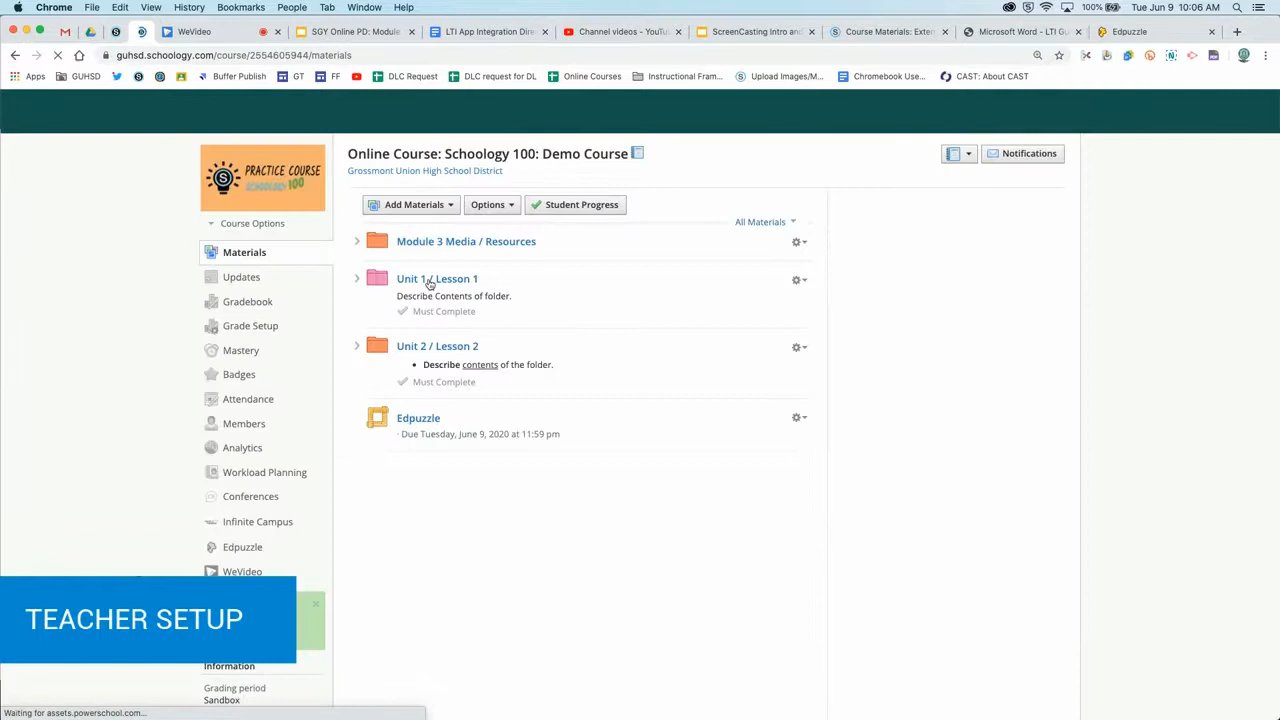 Chrome File Edit View History Bookmarks People Tab Window Help 100% Tue Jun 9 10:06 AM
WeVideo SGY Online PD: Module LTI App Integration Direc Channel videos - YouTu ScreenCasting Intro and Course Materials: Exten Microsoft Word - LTI Gu Edpuzzle
guhsd.schoology.com/course/2554605944/materials
Apps GUHSD Buffer Publish GT FF DLC Request DLC request for DL Online Courses Instructional Fram... Upload Images/M... Chromebook Use... CAST: About CAST
PRACTICE COURSE
SCHOOLOGY 100
Online Course: Schoology 100: Demo Course
Notifications
Grossmont Union High School District
Add Materials Options Student Progress
Course Options
All Materials
Materials
Updates
Gradebook
Grade Setup
Mastery
Badges
Attendance
Members
Analytics
Workload Planning
Conferences
Infinite Campus
Edpuzzle
WeVideo
Module 3 Media / Resources
Unit 1 / Lesson 1
Describe Contents of folder.
Must Complete
Unit 2 / Lesson 2
• Describe contents of the folder.
Must Complete
Edpuzzle
· Due Tuesday, June 9, 2020 at 11:59 pm
TEACHER SETUP
Information
Grading period
Sandbox
Waiting for assets.powerschool.com...